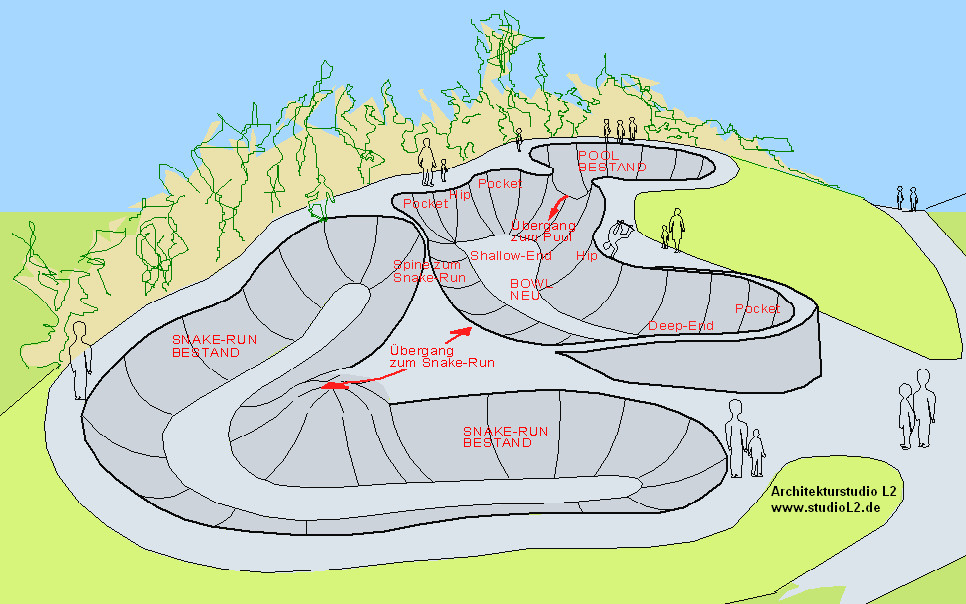 POOL
BESTAND
Pocket
Hip
Pocket
Übergang
zum Pool
Shallow-End
Hip
Spine zum
Snake-Run
BOWL
NEU
Pocket
Deep-End
SNAKE-RUN
BESTAND
Übergang
zum Snake-Run
SNAKE-RUN
BESTAND
Architekturstudio L2
www.studioL2.de